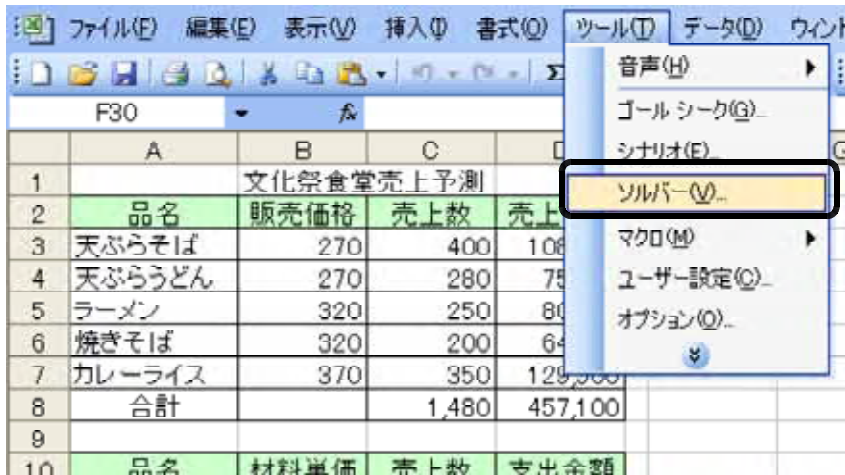 ファイル(F) 編集(E) 表示(V) 挿入(I) 書式(O) ツール(T) データ(D) ウィン
音声(H)
F30 fx ゴール シーク(G)...
A B C シナリオ(E)...
1 文化祭食堂売上予測 ソルバー(V)...
2 品名 販売価格 売上数 売上
3 天ぷらそば 270 400 108 マクロ(M)
4 天ぷらうどん 270 280 75 ユーザー設定(C)...
5 ラーメン 320 250 80 オプション(O)...
6 焼きそば 320 200 64
7 カレーライス 370 350 129,500
8 合計 1,480 457,100
9
10 品名 材料単価 売上数 支出金額